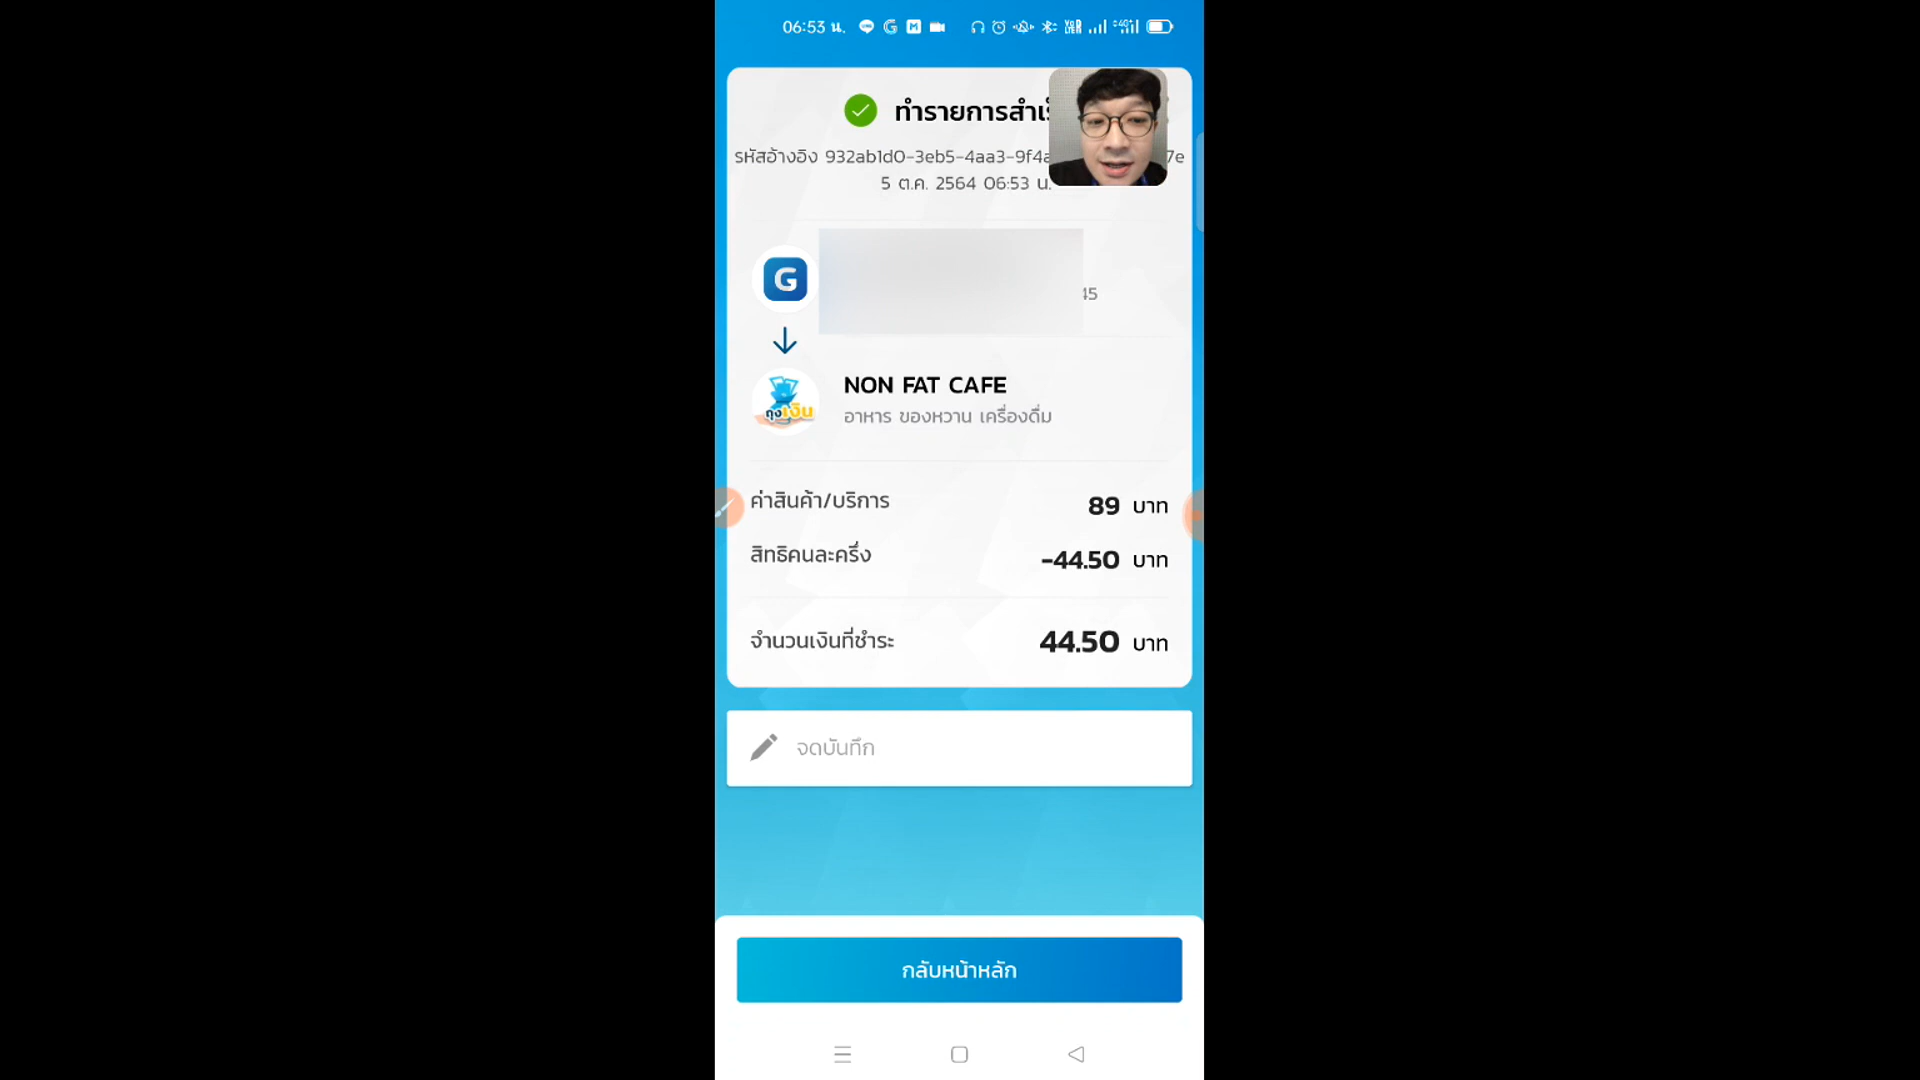 06:53 น.
ทำรายการสำเ
รหัสอ้างอิง 932ab1d0-3eb5-4aa3-9f4a 7e
5 ต.ค. 2564 06:53 น.
G
45
NON FAT CAFE
ถุงเงิน
อาหาร ของหวาน เครื่องดื่ม
ค่าสินค้า/บริการ 89 บาท
สิทธิคนละครึ่ง -44.50 บาท
จำนวนเงินที่ชำระ 44.50 บาท
จดบันทึก
กลับหน้าหลัก